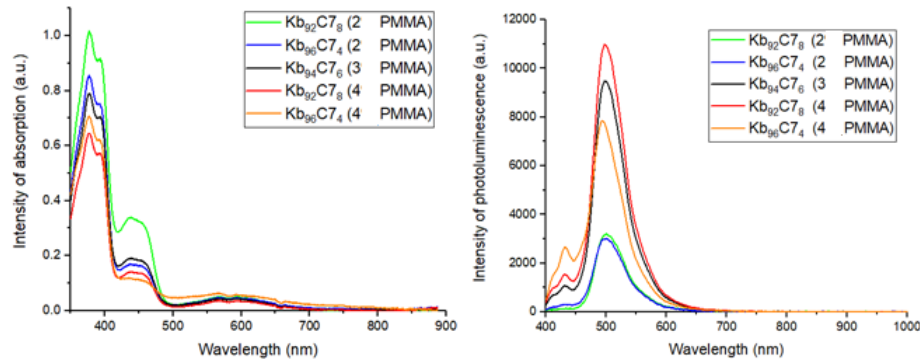 Kb₉₂C7₈ (2 PMMA)
Kb₉₆C7₄ (2 PMMA)
Kb₉₄C7₆ (3 PMMA)
Kb₉₂C7₈ (4 PMMA)
Kb₉₆C7₄ (4 PMMA)
Intensity of absorption (a.u.)
1.0
0.8
0.6
0.4
0.2
0.0
400 500 600 700 800 900
Wavelength (nm)
Kb₉₂C7₈ (2 PMMA)
Kb₉₆C7₄ (2 PMMA)
Kb₉₄C7₆ (3 PMMA)
Kb₉₂C7₈ (4 PMMA)
Kb₉₆C7₄ (4 PMMA)
Intensity of photoluminescence (a.u.)
12000
10000
8000
6000
4000
2000
0
400 500 600 700 800 900 1000
Wavelength (nm)